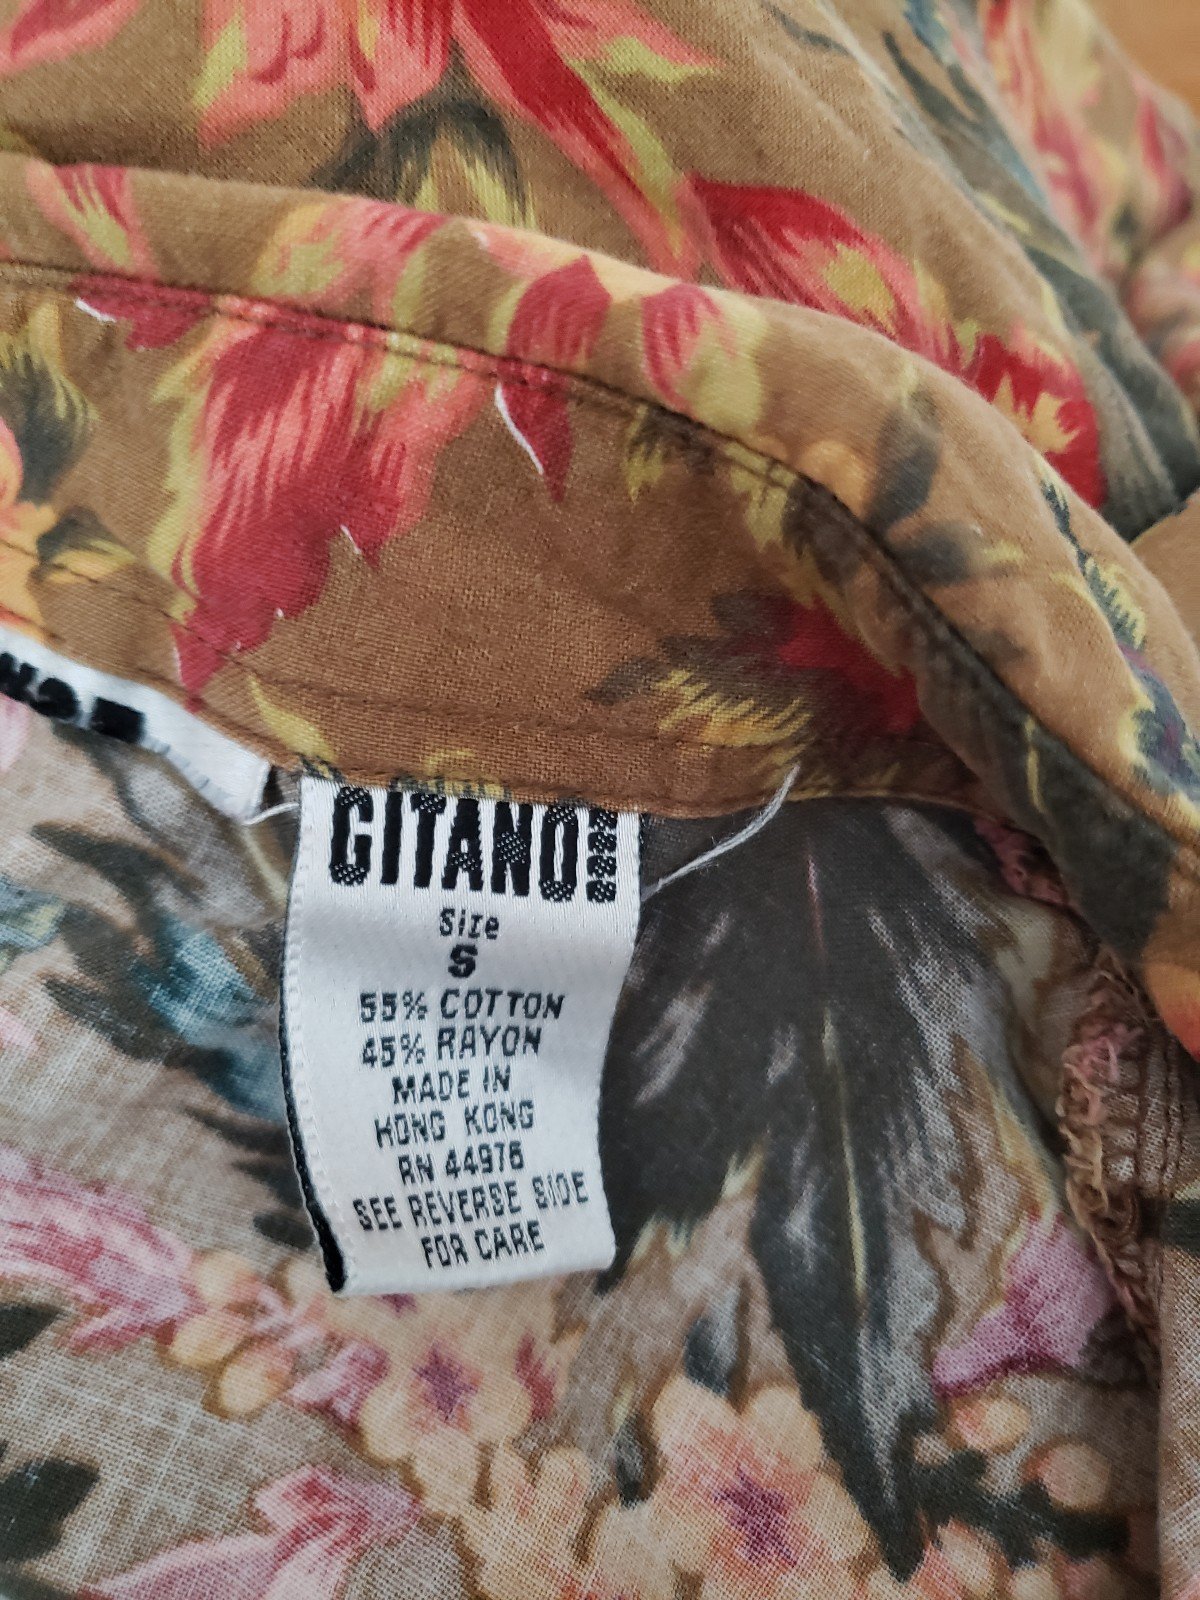 GITANO
Size
S
55% COTTON
45% RAYON
MADE IN
HONG KONG
RN 44976
SEE REVERSE SIDE
FOR CARE